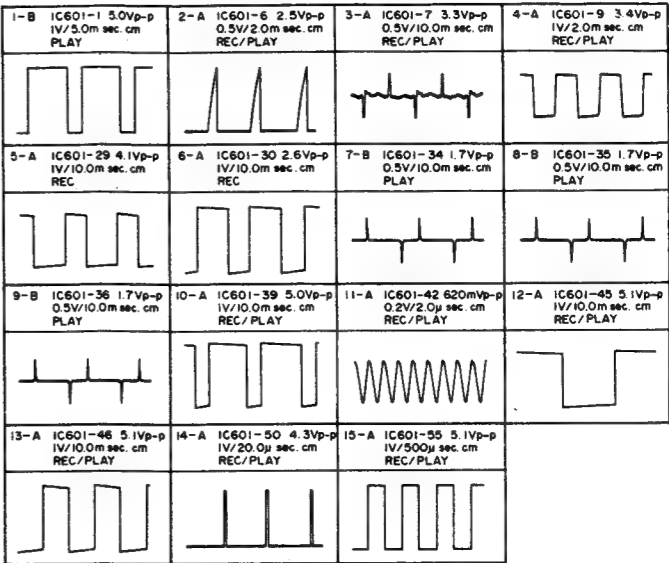 1-B IC601-1 5.0Vp-p
1V/5.0m sec. cm
PLAY
2-A IC601-6 2.5Vp-p
0.5V/2.0m sec. cm
REC/PLAY
3-A IC601-7 3.3Vp-p
0.5V/10.0m sec. cm
REC/PLAY
4-A IC601-9 3.4Vp-p
1V/2.0m sec. cm
REC/PLAY
5-A IC601-29 4.1Vp-p
1V/10.0m sec. cm
REC
6-A IC601-30 2.6Vp-p
1V/10.0m sec. cm
REC
7-B IC601-34 1.7Vp-p
0.5V/10.0m sec. cm
PLAY
8-B IC601-35 1.7Vp-p
0.5V/10.0m sec. cm
PLAY
9-B IC601-36 1.7Vp-p
0.5V/10.0m sec. cm
PLAY
10-A IC601-39 5.0Vp-p
1V/10.0m sec. cm
REC/PLAY
11-A IC601-42 620mVp-p
0.2V/2.0μ sec. cm
REC/PLAY
12-A IC601-45 5.1Vp-p
1V/10.0m sec. cm
REC/PLAY
13-A IC601-46 5.1Vp-p
1V/10.0m sec. cm
REC/PLAY
14-A IC601-50 4.3Vp-p
1V/20.0μ sec. cm
REC/PLAY
15-A IC601-55 5.1Vp-p
1V/500μ sec. cm
REC/PLAY